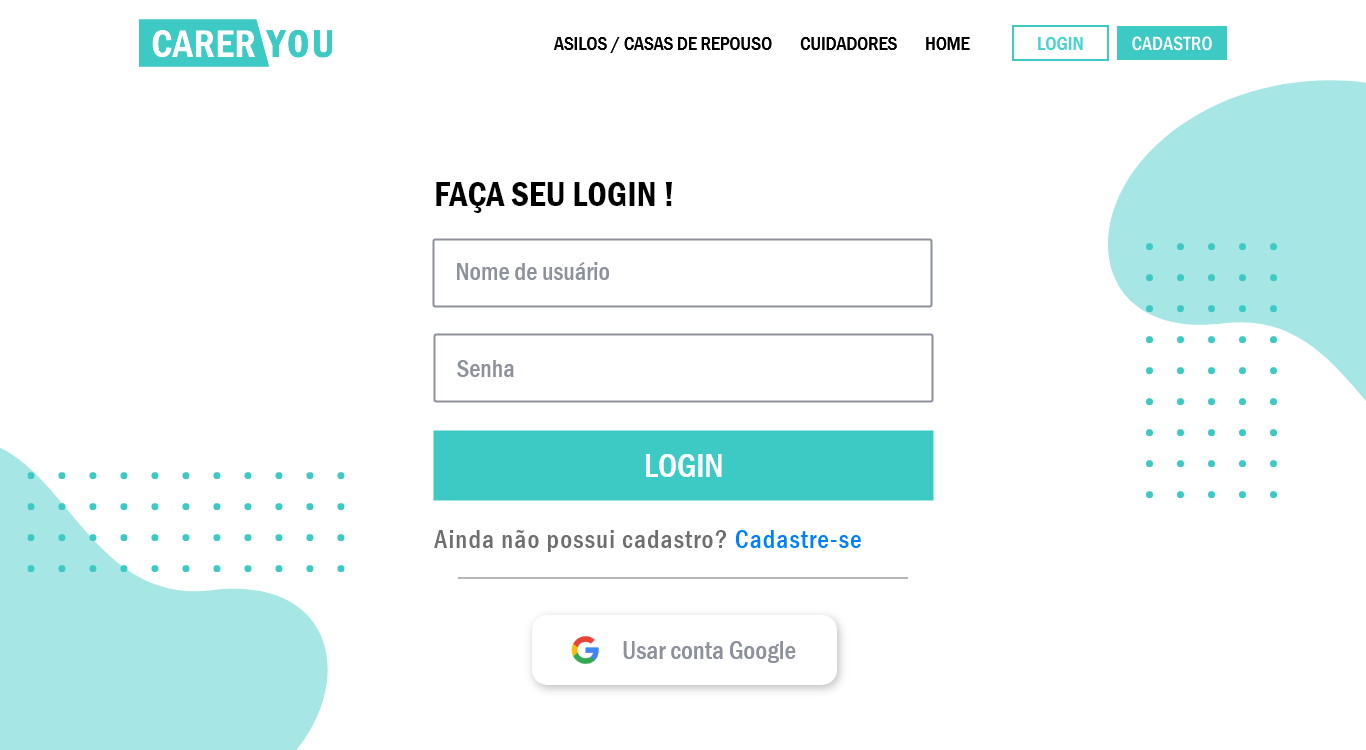 CARER YOU
ASILOS / CASAS DE REPOUSO CUIDADORES HOME LOGIN CADASTRO
FAÇA SEU LOGIN !
Nome de usuário
Senha
LOGIN
Ainda não possui cadastro? Cadastre-se
Usar conta Google